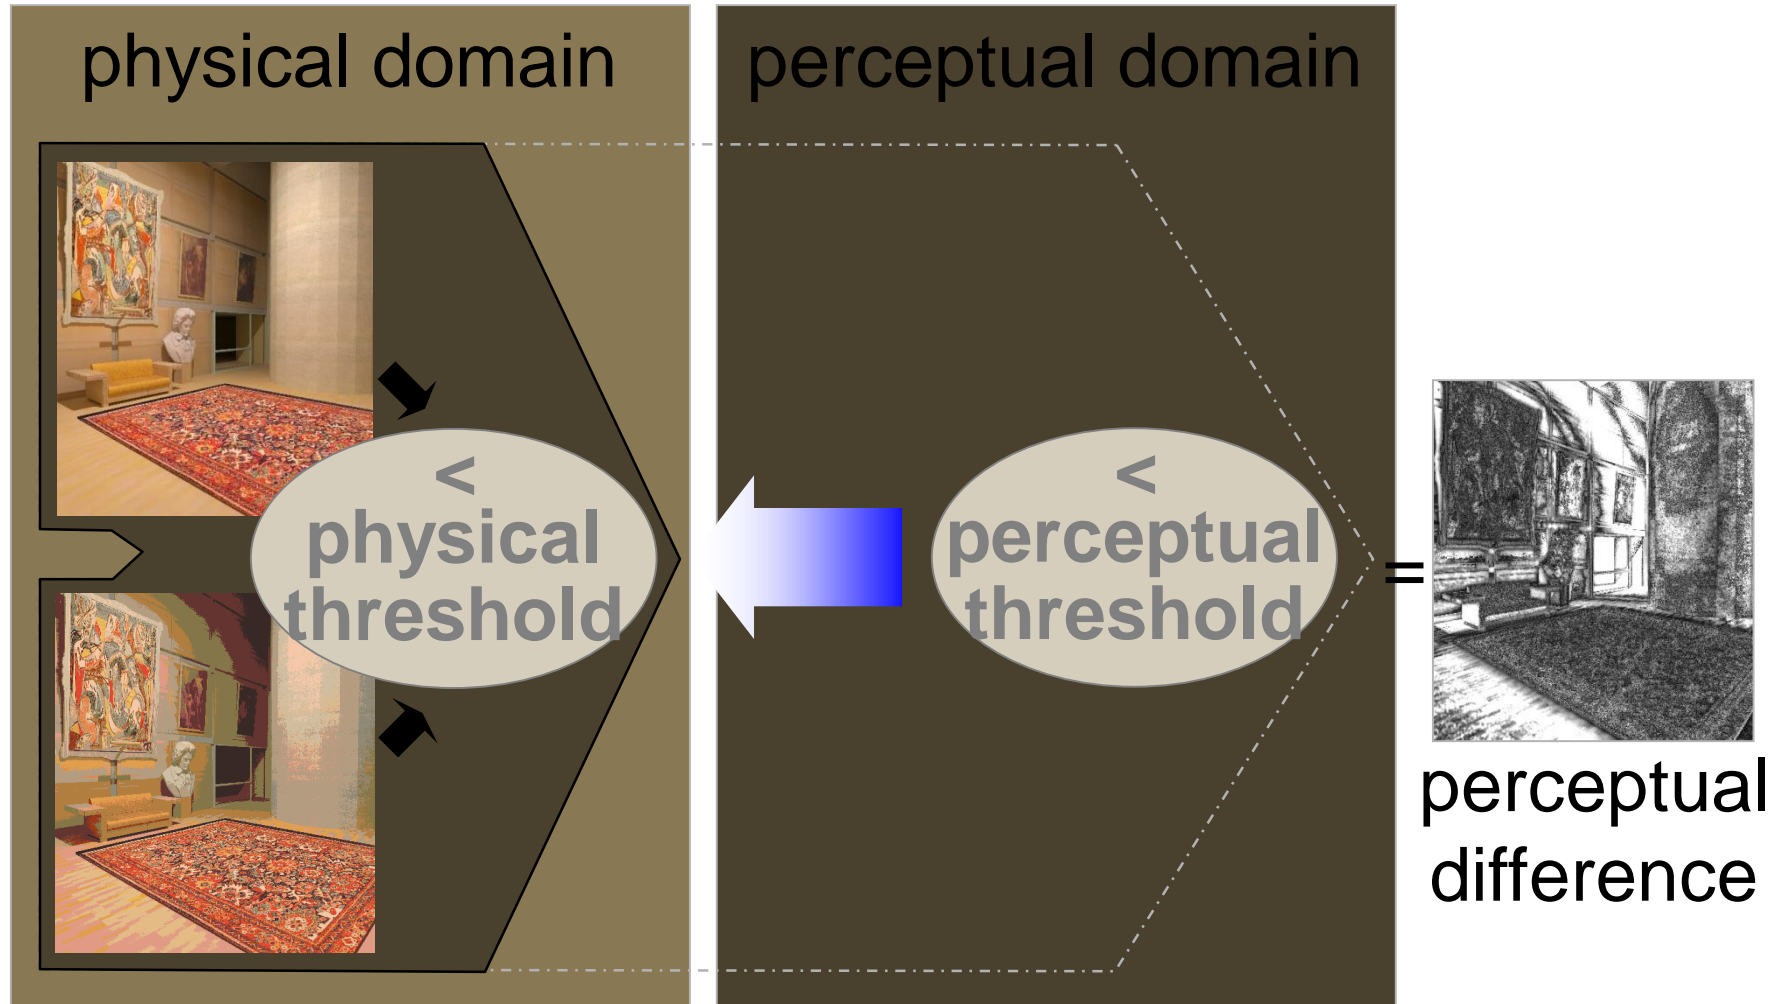 physical domain
perceptual domain
<
physical
threshold
<
perceptual
threshold
=
perceptual
difference